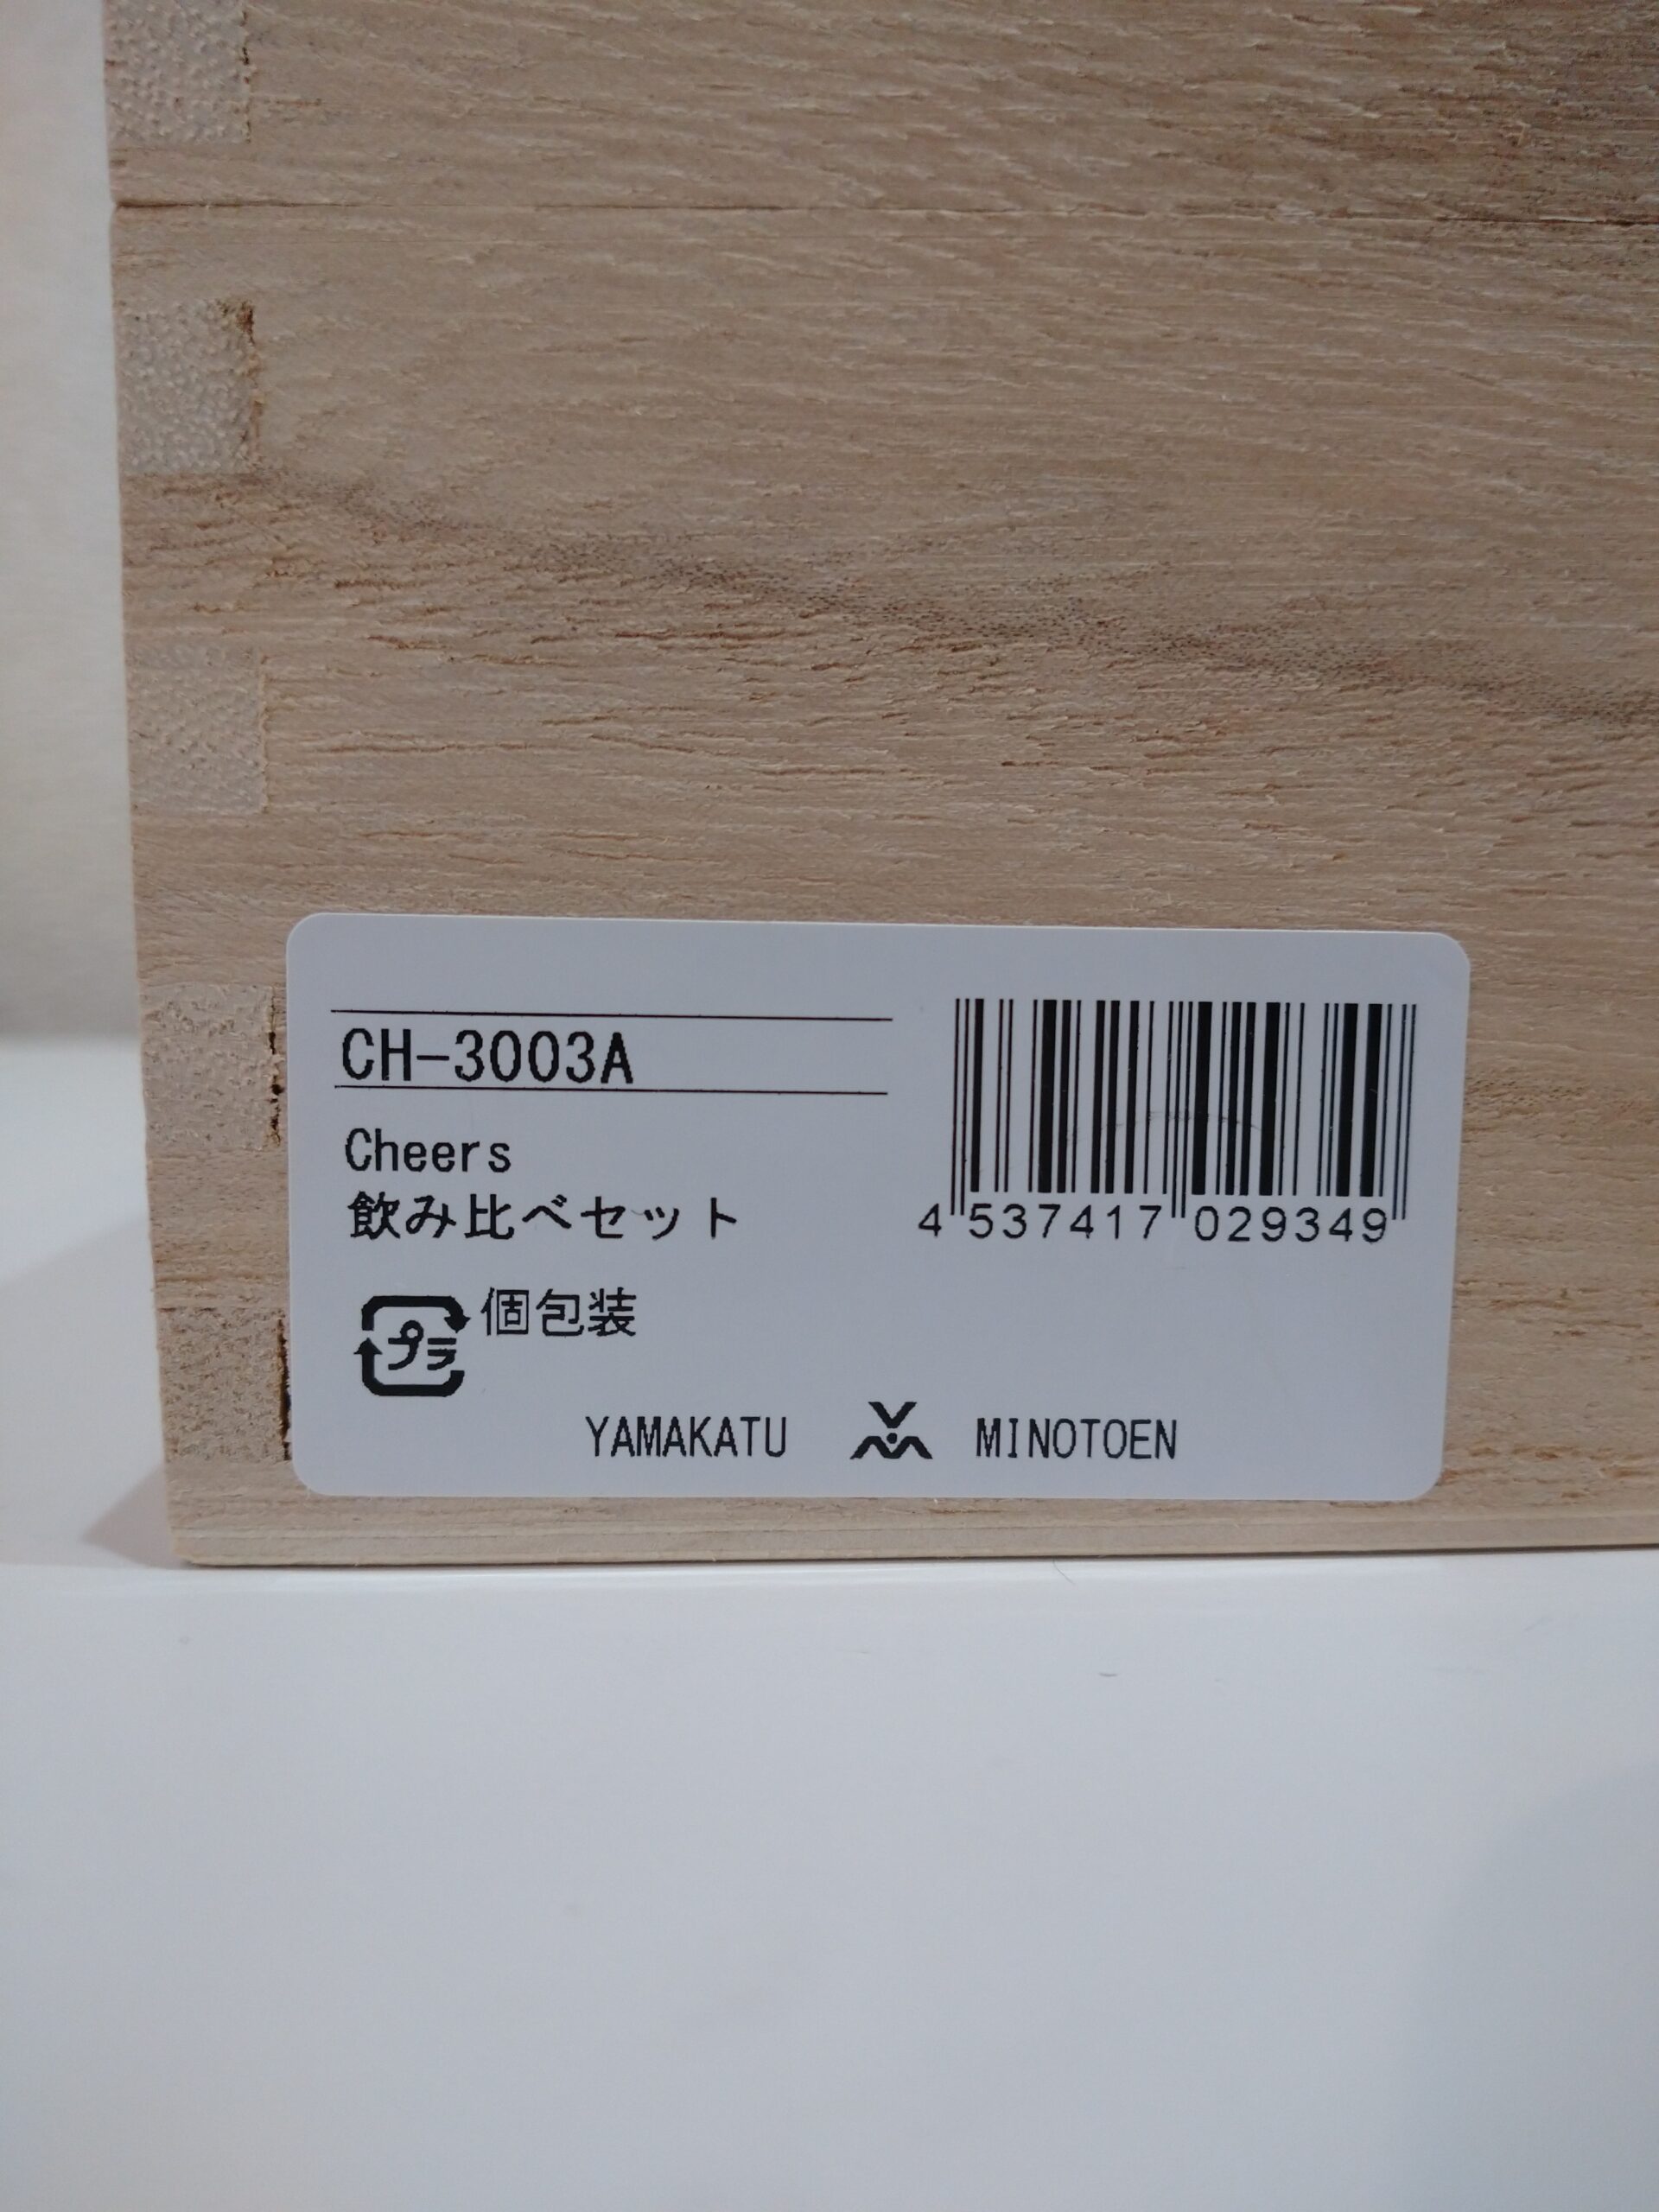 CH-3003A
Cheers
飲み比べセット
4 537417 029349
プラ 個包装
YAMAKATU MINOTOEN